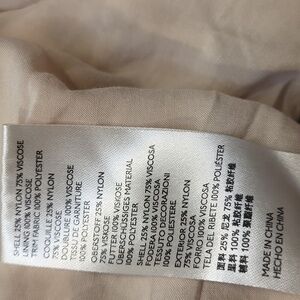 SHELL 25% NYLON 75% VISCOSE
LINING 100% VISCOSE
TRIM FABRIC 100% POLYESTER
COQUILLE 25% NYLON
75% VISCOSE
DOUBLURE 100% VISCOSE
TISSU DE GARNITURE
100% POLYESTER
OBERSTOFF 25% NYLON
75% VISKOSE
FUTTER 100% VISKOSE
ÜBERSCHÜSSIGES MATERIAL
100% POLYESTER
SHELL 25% NYLON 75% VISCOSA
FODERA 100% VISCOSA
TESSUTO DECORAZIONI
100% POLIESTERE
EXTERIOR 25% NYLON
75% VISCOSA
FORRO 100% VISCOSA
TELA DEL RIBETE 100% POLIÉSTER
面料 25% 尼龙 75% 粘胶纤维
里料 100% 粘胶纤维
辅料 100% 聚酯纤维
MADE IN CHINA
HECHO EN CHINA